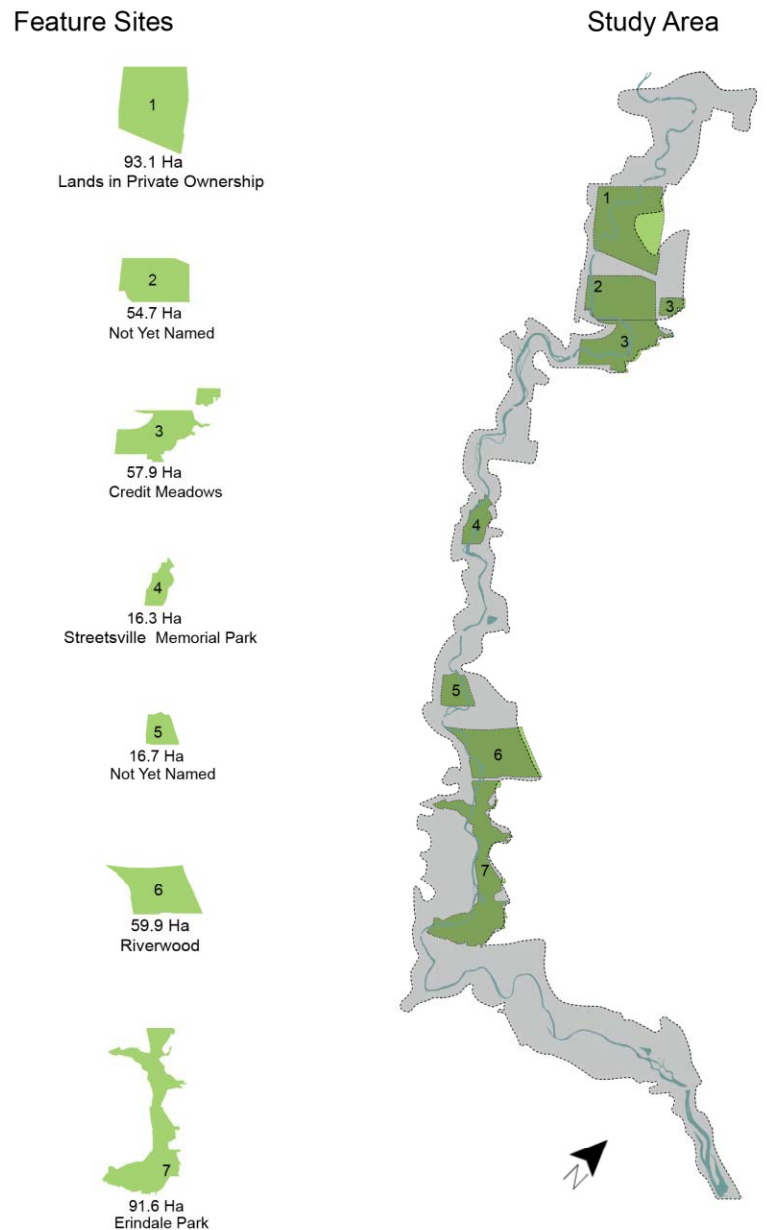 Feature Sites
1
93.1 Ha
Lands in Private Ownership
2
54.7 Ha
Not Yet Named
3
57.9 Ha
Credit Meadows
4
16.3 Ha
Streetsville Memorial Park
5
16.7 Ha
Not Yet Named
6
59.9 Ha
Riverwood
7
91.6 Ha
Erindale Park
Study Area
1
2
3
3
4
5
6
7
N